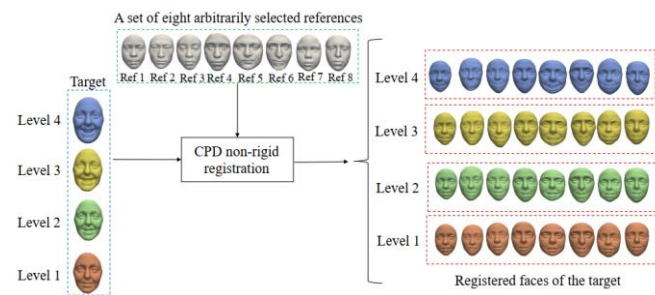 A set of eight arbitrarily selected references
Ref 1 Ref 2 Ref 3 Ref 4 Ref 5 Ref 6 Ref 7 Ref 8
Target
Level 4
Level 3
Level 2
Level 1
CPD non-rigid
registration
Level 4
Level 3
Level 2
Level 1
Registered faces of the target